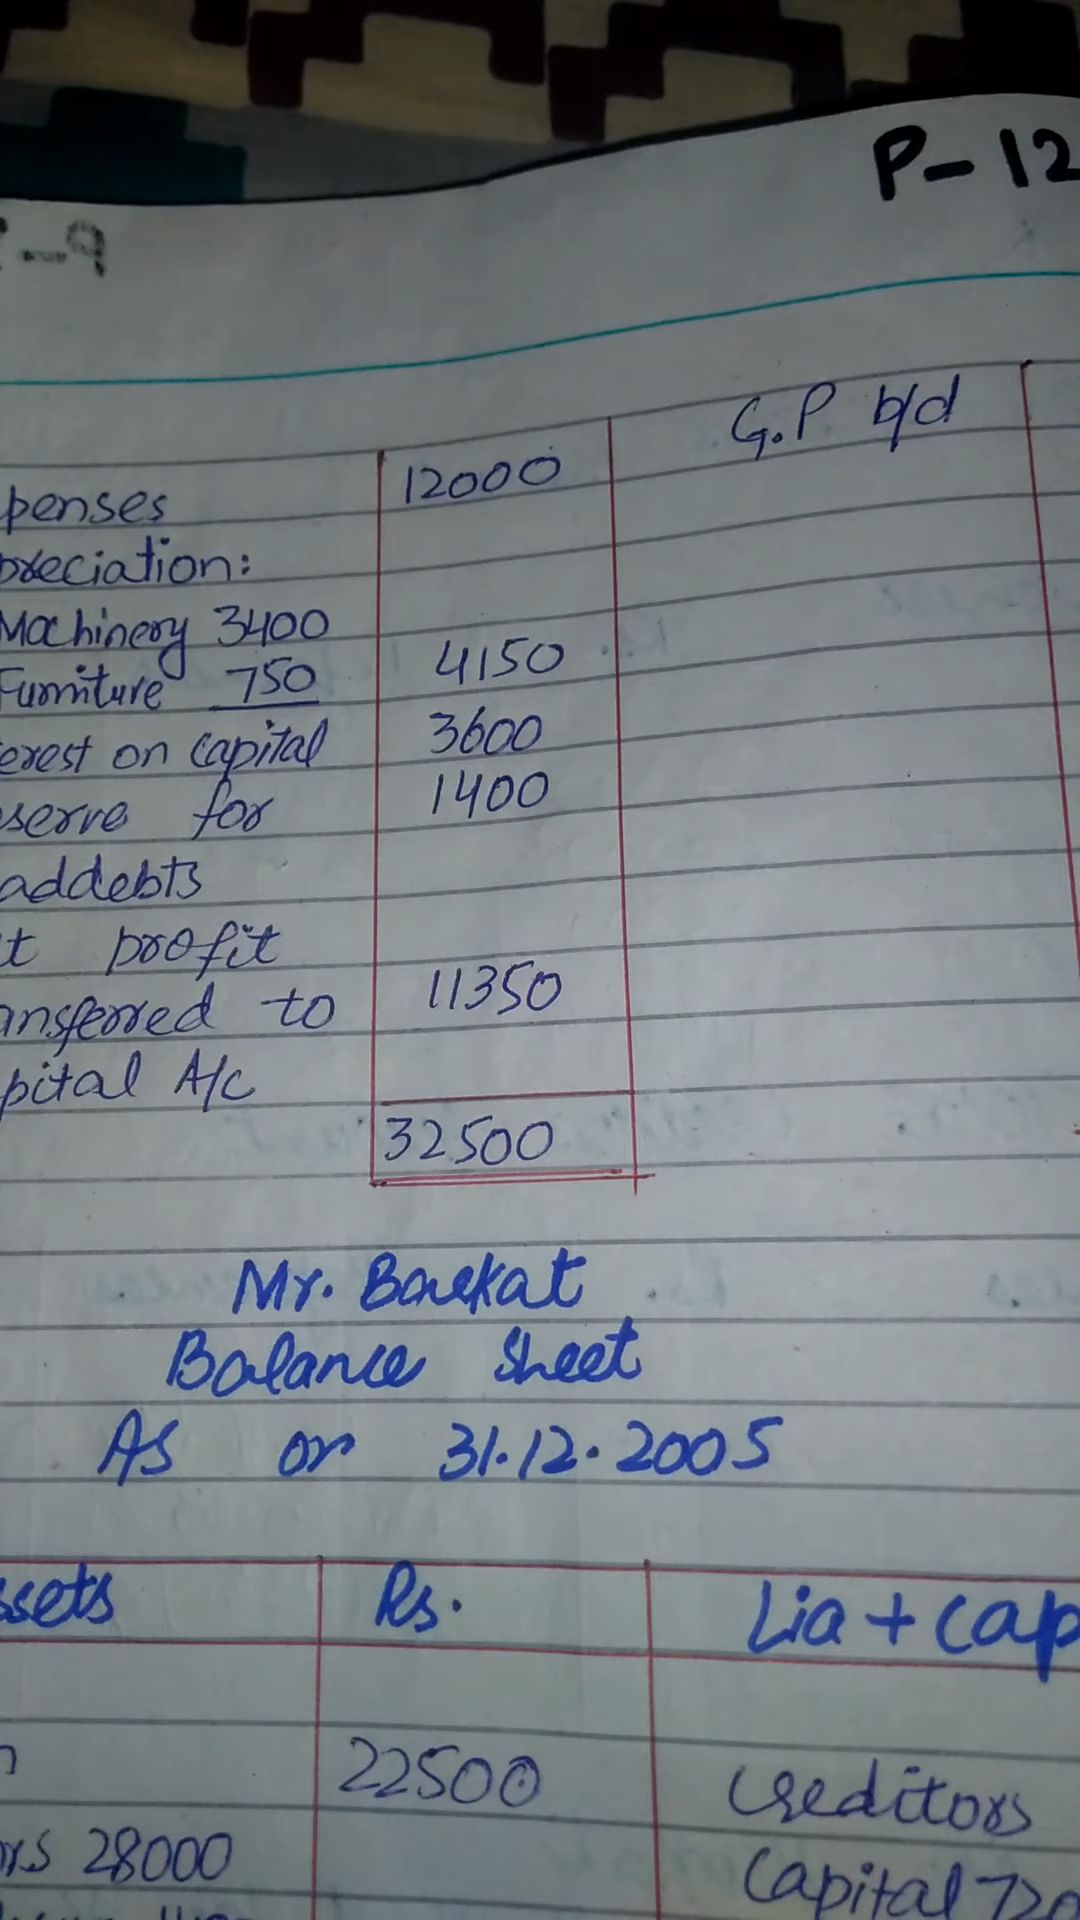 P-12
-9
G.P b/d
penses 12000
preciation:
Machinery 3400
Furniture 750 4150
erest on capital 3600
serve for 1400
addebts
t profit
ansferred to 11350
pital A/c
32500
Mr. Barkat
Balance sheet
As on 31.12.2005
ssets Rs. Lia + Cap
22500 Creditors
rs 28000 Capital 720